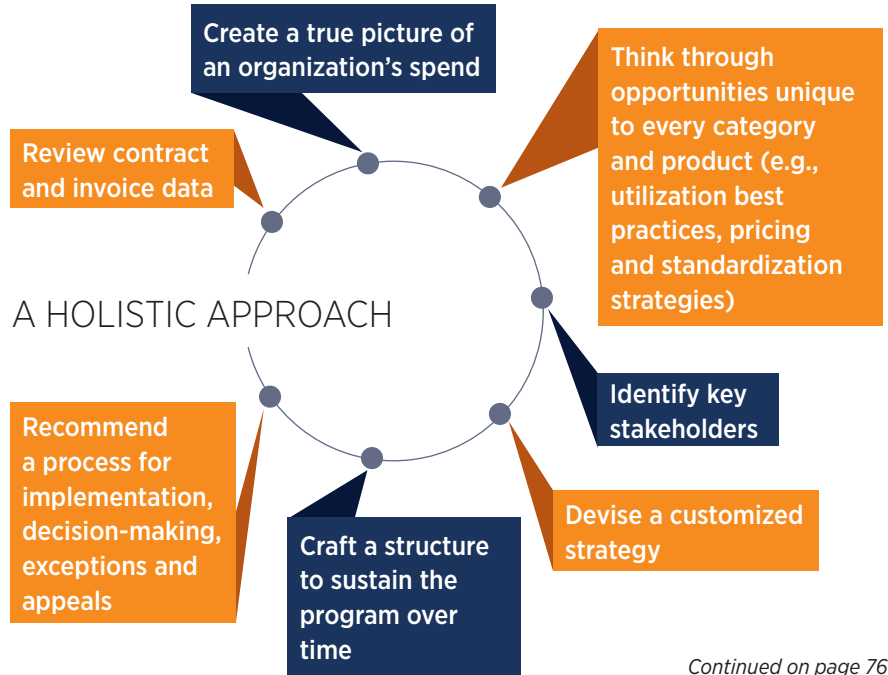 Create a true picture of
an organization's spend
Think through
opportunities unique
to every category
and product (e.g.,
utilization best
practices, pricing
and standardization
strategies)
Review contract
and invoice data
A HOLISTIC APPROACH
Identify key
stakeholders
Recommend
a process for
implementation,
decision-making,
exceptions and
appeals
Devise a customized
strategy
Craft a structure
to sustain the
program over
time
Continued on page 76